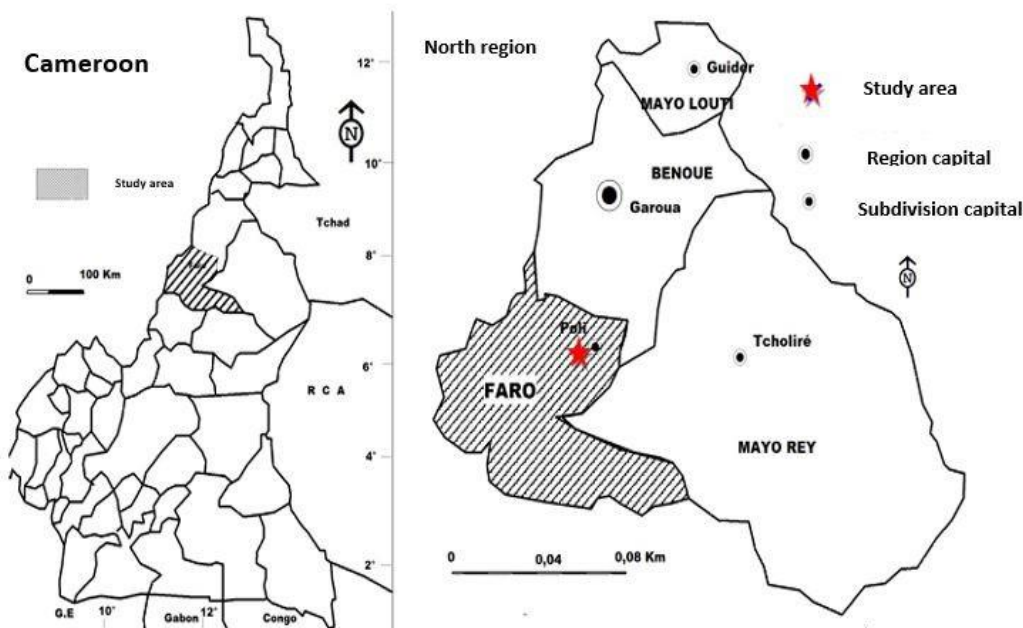 Cameroon
12°
N
10°
Study area
Tchad
8°
0 100 Km
6°
R C A
4°
2°
G.E 10° Gabon 12° Congo
North region
Guider
MAYO LOUTI
BENOUE
Garoua
Poli
FARO
Tcholiré
MAYO REY
0 0,04 0,08 Km
Study area
Region capital
Subdivision capital
N